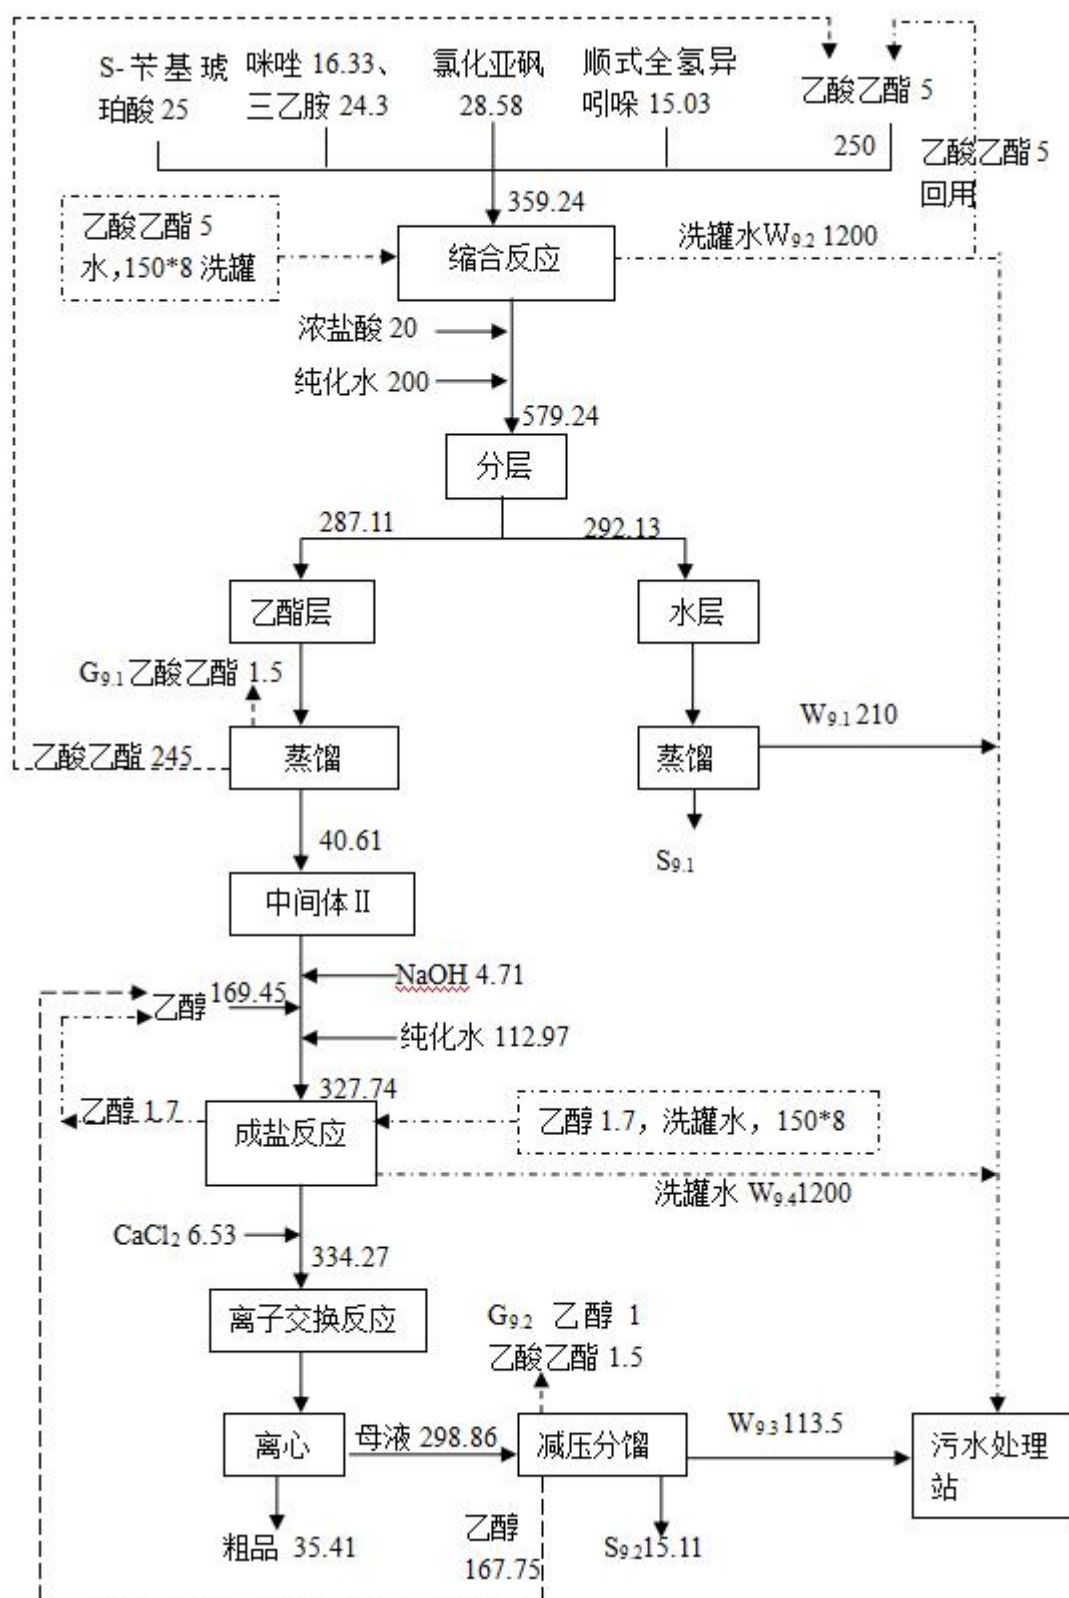 S-苄基琥
珀酸 25
咪唑 16.33、
三乙胺 24.3
氯化亚砜
28.58
顺式全氢异
吲哚 15.03
乙酸乙酯 5
250
乙酸乙酯 5
回用
359.24
乙酸乙酯 5
水，150*8 洗罐
缩合反应
洗罐水W9.2 1200
浓盐酸 20
纯化水 200
579.24
分层
287.11
292.13
乙酯层
水层
G9.1 乙酸乙酯 1.5
W9.1 210
乙酸乙酯 245
蒸馏
蒸馏
40.61
S9.1
中间体Ⅱ
NaOH 4.71
乙醇 169.45
纯化水 112.97
327.74
乙醇 1.7
成盐反应
乙醇 1.7，洗罐水，150*8
洗罐水 W9.4 1200
CaCl2 6.53
334.27
离子交换反应
G9.2 乙醇 1
乙酸乙酯 1.5
离心
母液 298.86
减压分馏
W9.3 113.5
污水处理
站
粗品 35.41
乙醇
167.75
S9.2 15.11